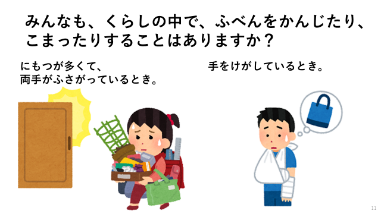 みんなも、くらしの中で、ふべんをかんじたり、
こまったりすることはありますか？
にもつが多くて、
両手がふさがっているとき。
手をけがしているとき。